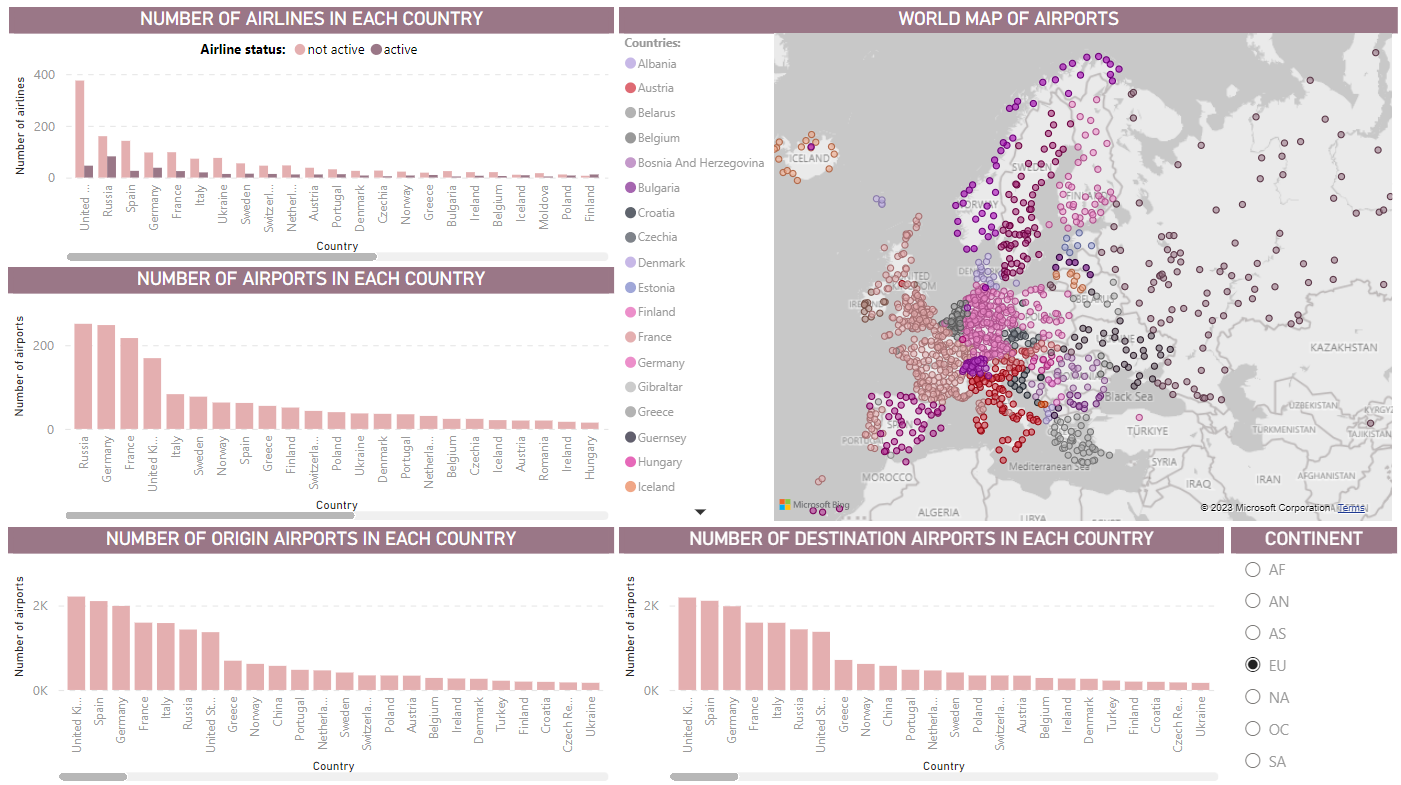 NUMBER OF AIRLINES IN EACH COUNTRY
Airline status: not active active
Number of airlines
400
200
0
United ... Russia Spain Germany France Italy Ukraine Sweden Switzerl... Netherl... Austria Portugal Denmark Czechia Norway Greece Bulgaria Ireland Belgium Iceland Moldova Poland Finland
Country
NUMBER OF AIRPORTS IN EACH COUNTRY
Number of airports
200
0
Russia Germany France United Ki... Italy Sweden Norway Spain Greece Finland Switzerla... Poland Ukraine Denmark Portugal Netherla... Belgium Czechia Iceland Austria Romania Ireland Hungary
Country
WORLD MAP OF AIRPORTS
Countries:
Albania
Austria
Belarus
Belgium
Bosnia And Herzegovina
Bulgaria
Croatia
Czechia
Denmark
Estonia
Finland
France
Germany
Gibraltar
Greece
Guernsey
Hungary
Iceland
ICELAND
KAZAKHSTAN
Black Sea
TÜRKIYE
UZBEKISTAN
TURKMENISTAN
Mediterranean Sea
SYRIA
MOROCCO
IRAQ
IRAN
AFGHANISTAN
ALGERIA
© 2023 Microsoft Corporation Terms
NUMBER OF ORIGIN AIRPORTS IN EACH COUNTRY
Number of airports
2K
0K
United Ki... Spain Germany France Italy Russia United St... Greece Norway China Portugal Netherla... Sweden Switzerla... Poland Austria Belgium Ireland Denmark Turkey Finland Croatia Czech Re... Ukraine
Country
NUMBER OF DESTINATION AIRPORTS IN EACH COUNTRY
Number of airports
2K
0K
United Ki... Spain Germany France Italy Russia United St... Greece Norway China Portugal Netherla... Sweden Switzerla... Poland Austria Belgium Ireland Denmark Turkey Finland Croatia Czech Re... Ukraine
Country
CONTINENT
AF
AN
AS
EU
NA
OC
SA